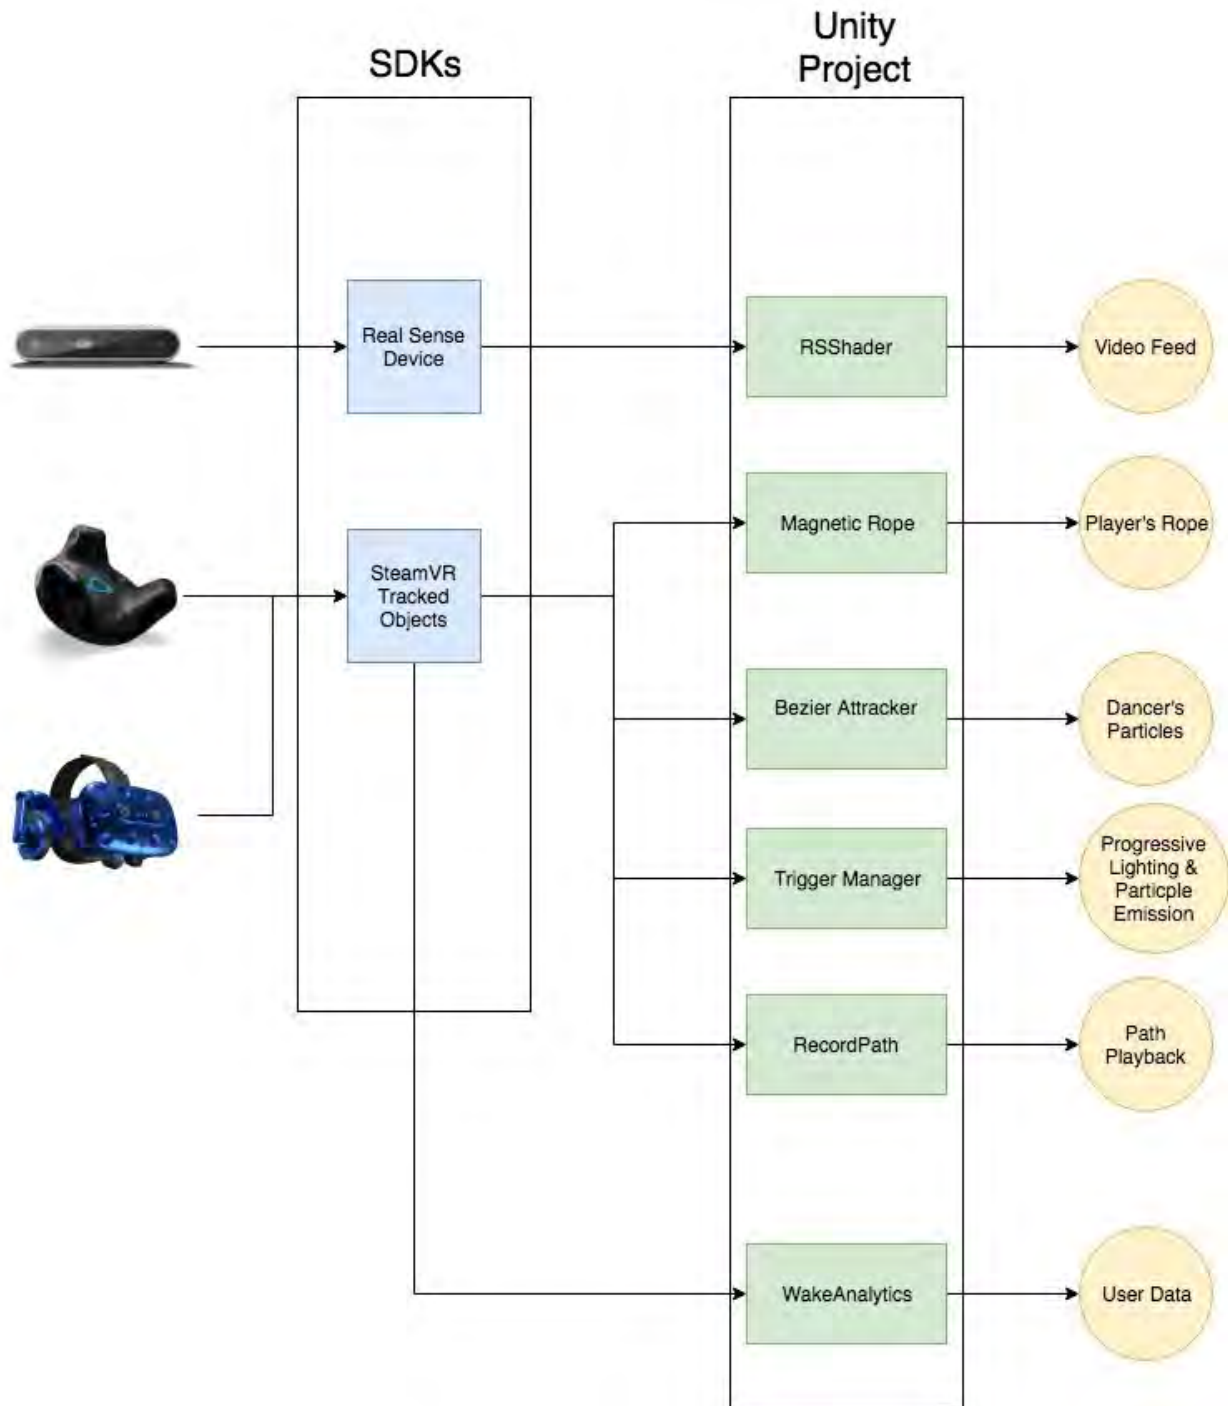 SDKs
Unity
Project
Real Sense
Device
RSShader
Video Feed
SteamVR
Tracked
Objects
Magnetic Rope
Player's Rope
Bezier Attracker
Dancer's
Particles
Trigger Manager
Progressive
Lighting &
Particple
Emission
RecordPath
Path
Playback
WakeAnalytics
User Data